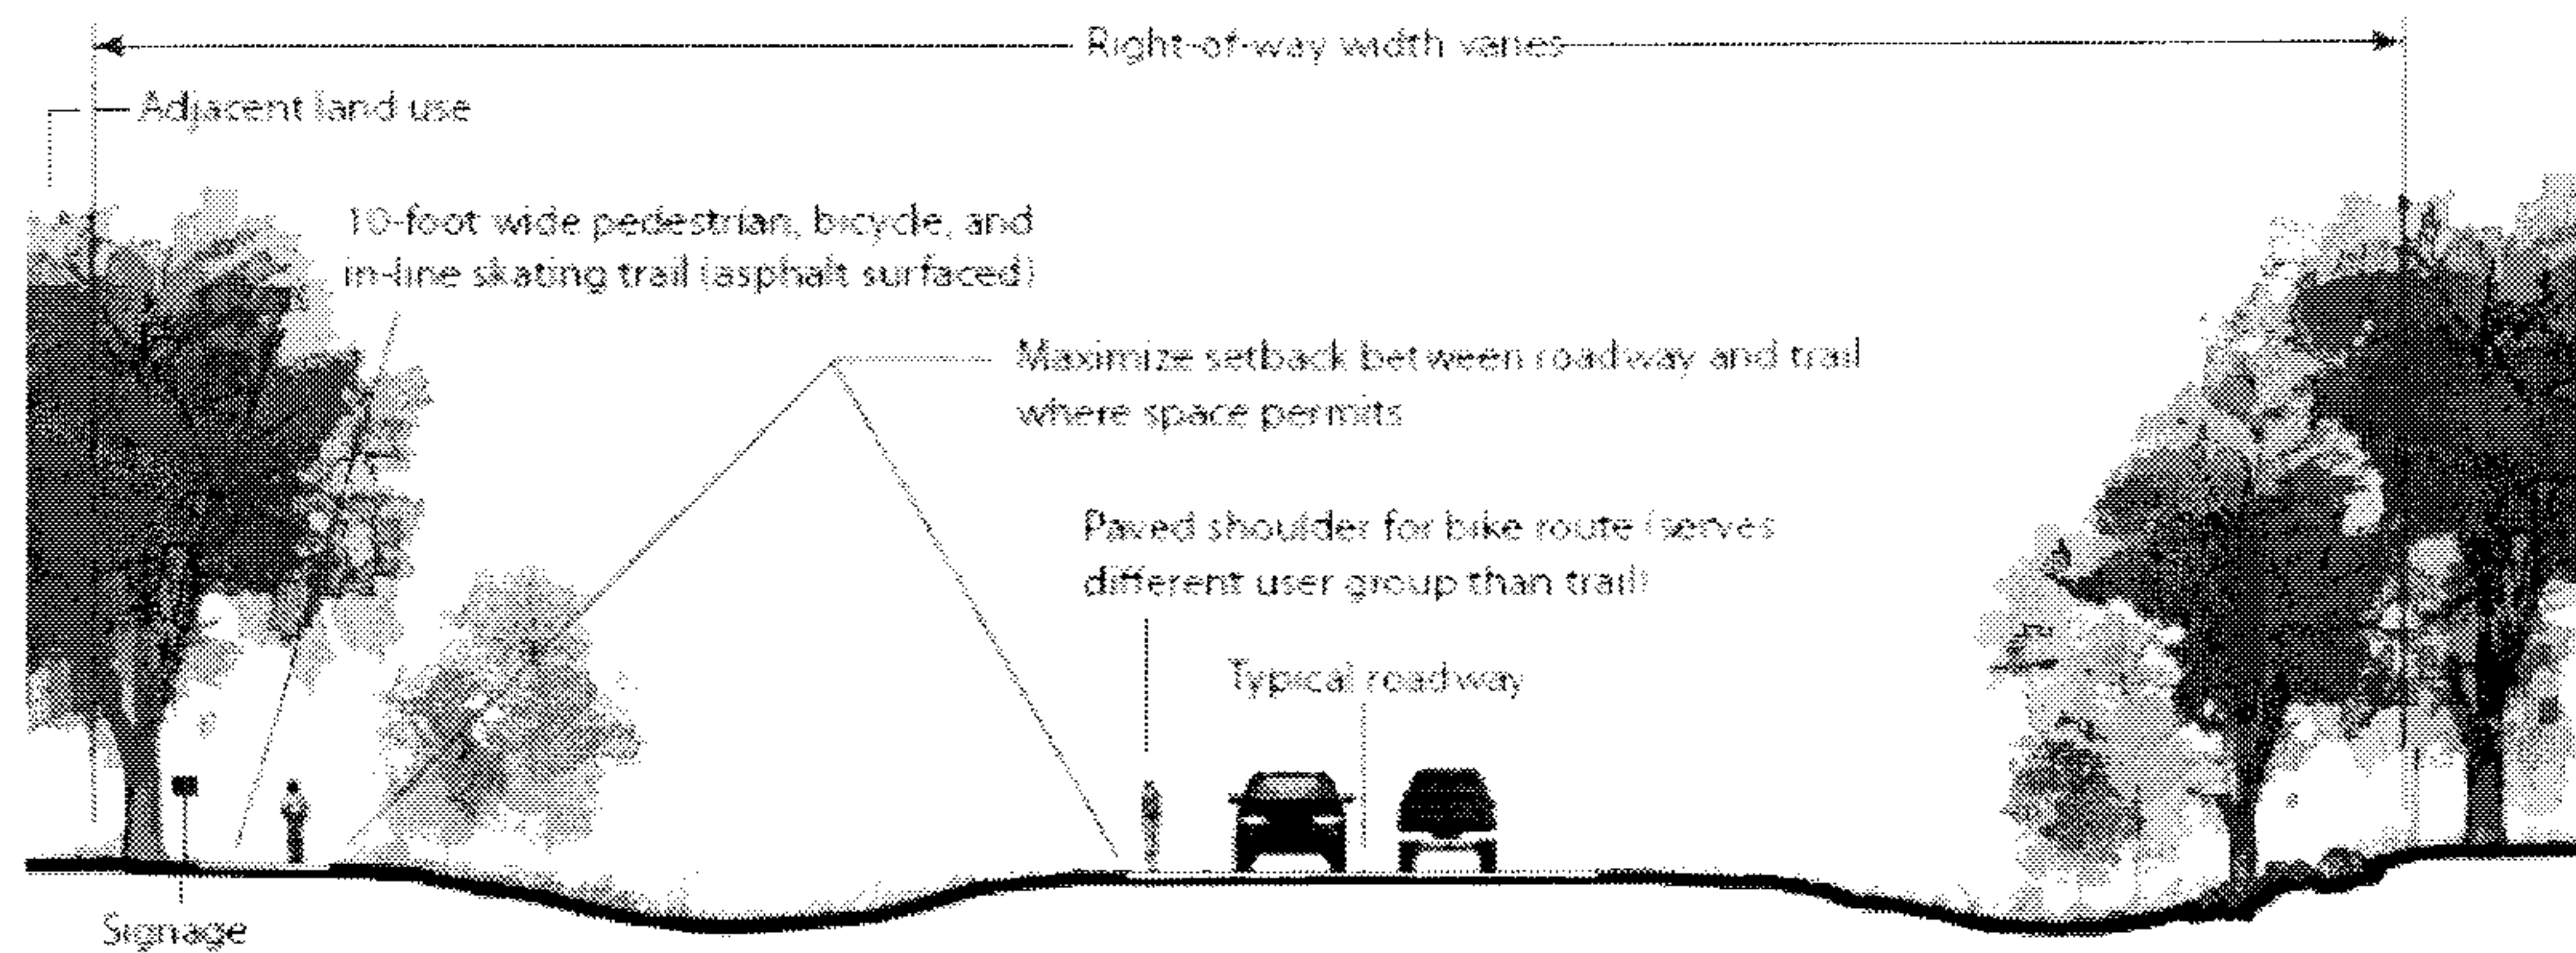 Right-of-way width varies
Adjacent land use
10-foot wide pedestrian, bicycle, and
in-line skating trail (asphalt surfaced)
Maximize setback between roadway and trail
where space permits
Paved shoulder for bike route (serves
different user group than trail)
Typical roadway
Signage